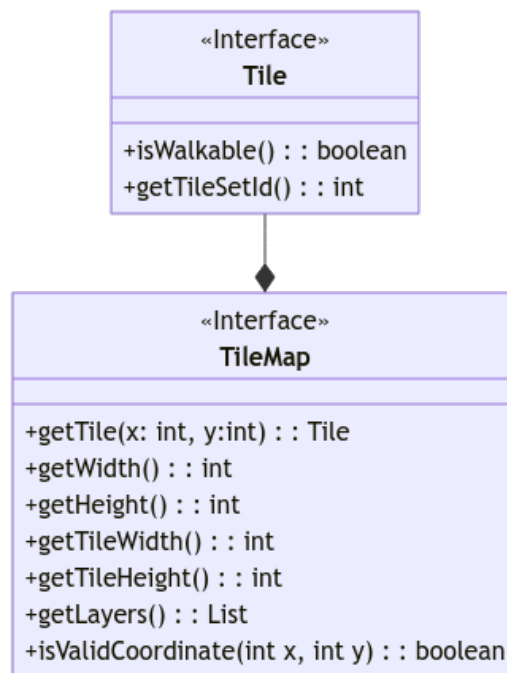 «Interface»
Tile
+isWalkable() : : boolean
+getTileSetId() : : int
«Interface»
TileMap
+getTile(x: int, y:int) : : Tile
+getWidth() : : int
+getHeight() : : int
+getTileWidth() : : int
+getTileHeight() : : int
+getLayers() : : List
+isValidCoordinate(int x, int y) : : boolean